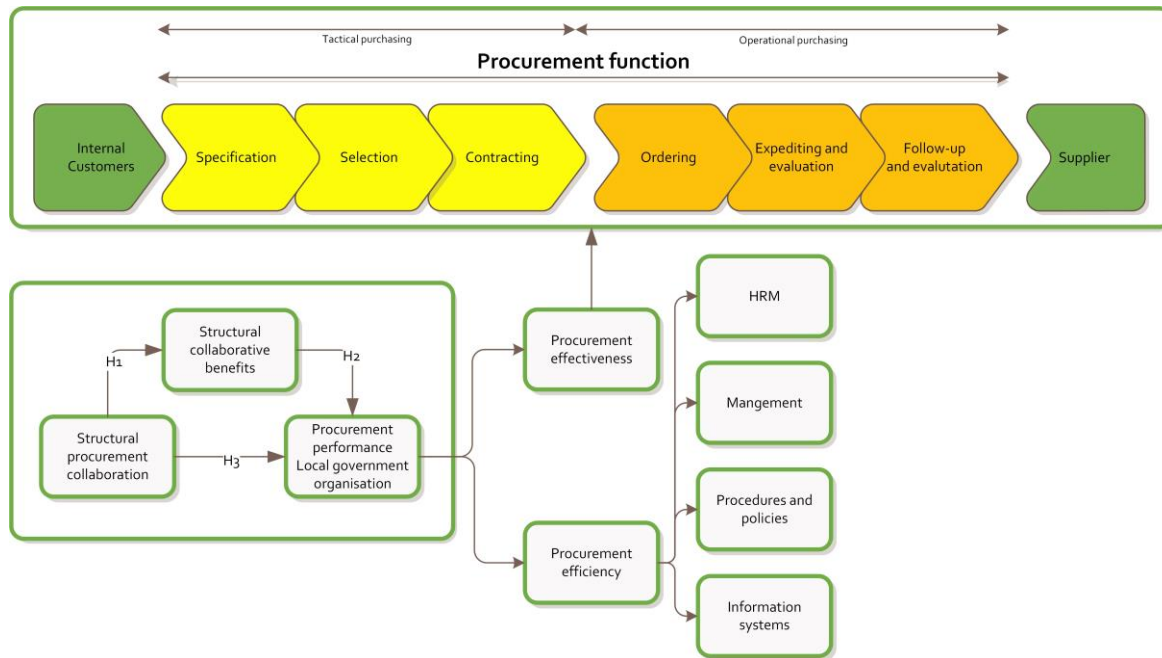 Tactical purchasing
Operational purchasing
Procurement function
Internal
Customers
Specification
Selection
Contracting
Ordering
Expediting and
evaluation
Follow-up
and evalutation
Supplier
H1
Structural
collaborative
benefits
H2
Structural
procurement
collaboration
H3
Procurement
performance
Local government
organisation
Procurement
effectiveness
Procurement
efficiency
HRM
Mangement
Procedures and
policies
Information
systems